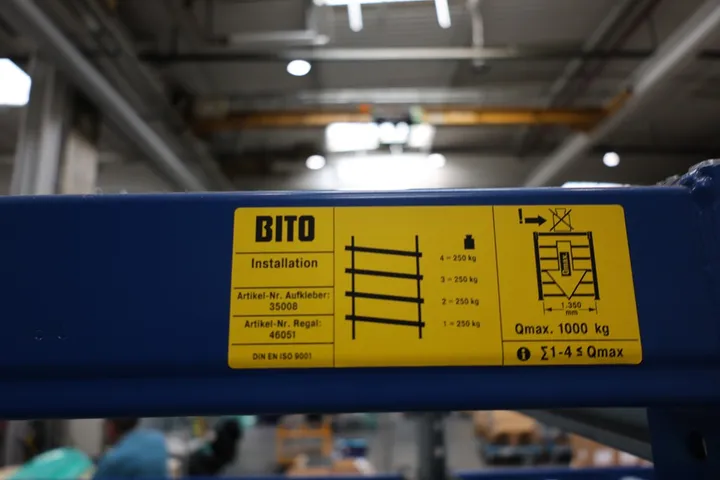 BITO
Installation
Artikel-Nr. Aufkleber:
35008
Artikel-Nr. Regal:
46051
DIN EN ISO 9001
4 = 250 kg
3 = 250 kg
2 = 250 kg
1 = 250 kg
!
1.350
mm
Qmax. 1000 kg
i ∑1-4 ≤ Qmax